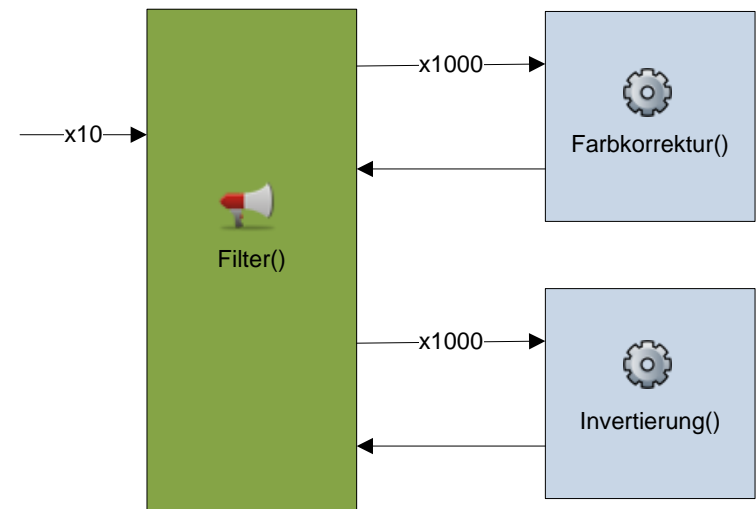 x1000
Farbkorrektur()
x10
Filter()
x1000
Invertierung()